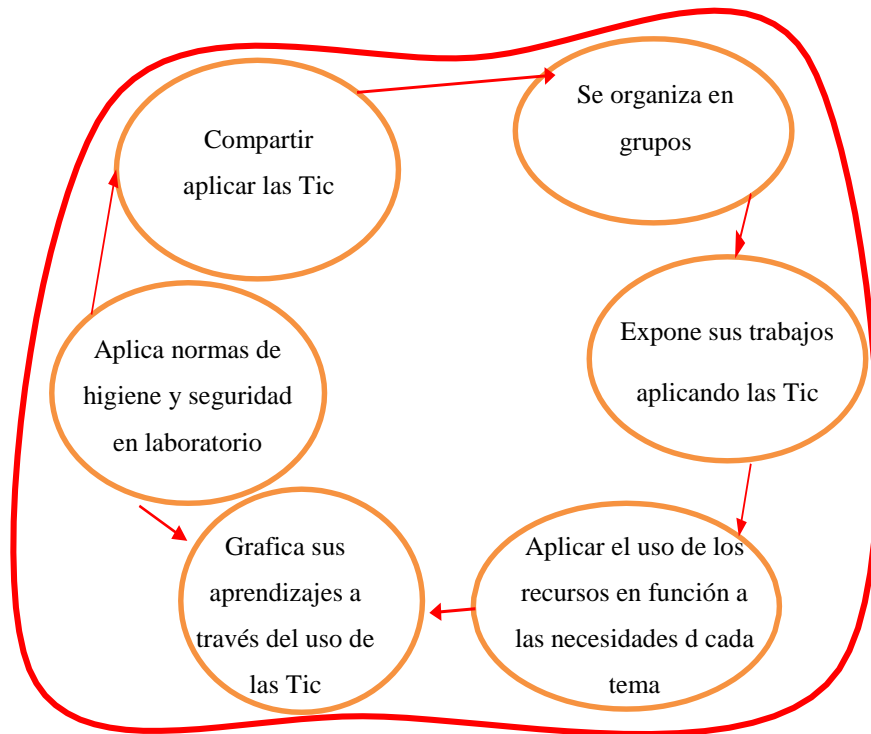 Compartir
aplicar las Tic
Se organiza en
grupos
Expone sus trabajos
aplicando las Tic
Aplicar el uso de los
recursos en función a
las necesidades d cada
tema
Grafica sus
aprendizajes a
través del uso de
las Tic
Aplica normas de
higiene y seguridad
en laboratorio